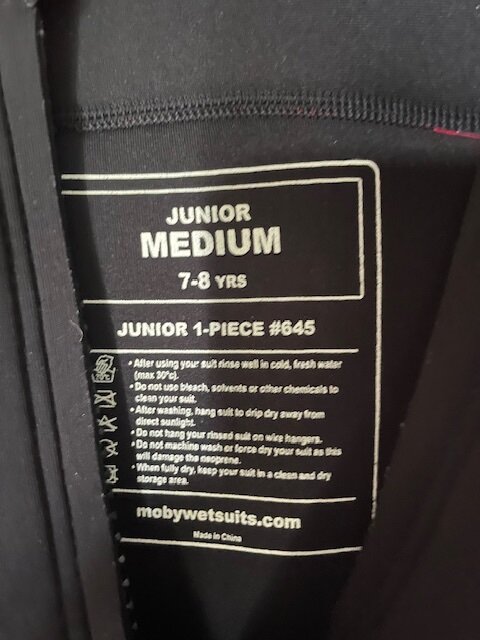 JUNIOR
MEDIUM
7-8 YRS
JUNIOR 1-PIECE #645
• After using your suit rinse well in cold, fresh water
(max 30°c).
• Do not use bleach, solvents or other chemicals to
clean your suit.
• After washing, hang suit to drip dry away from
direct sunlight.
• Do not hang your rinsed suit on wire hangers.
• Do not machine wash or force dry your suit as this
will damage the neoprene.
• When fully dry, keep your suit in a clean and dry
storage area.
mobywetsuits.com
Made in China